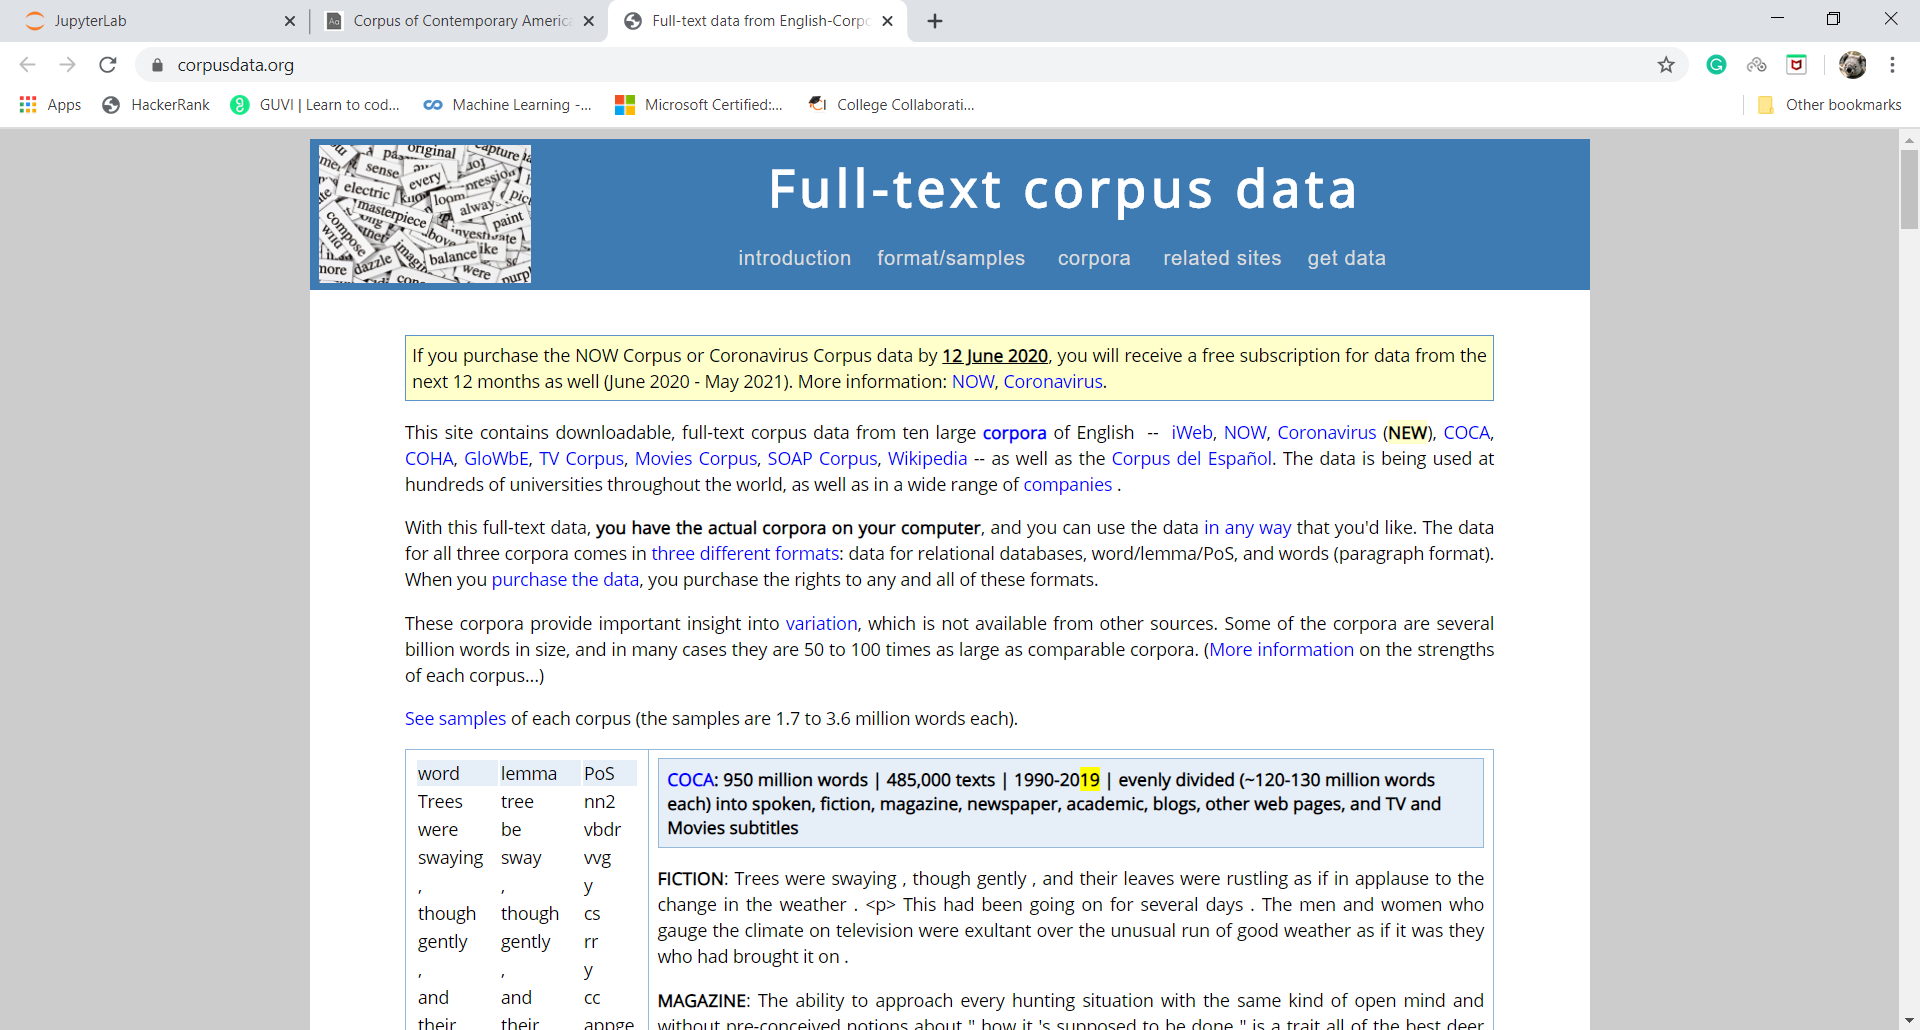 JupyterLab
Corpus of Contemporary America
Full-text data from English-Corpo
corpusdata.org
Apps
HackerRank
GUVI | Learn to cod...
Machine Learning -...
Microsoft Certified:...
College Collaborati...
Other bookmarks
original
capture
sense
every
electric
loom
pression
masterpiece
always
paint
compose
investigate
above
like
balance
more
dazzle
were
Full-text corpus data
introduction format/samples corpora related sites get data
If you purchase the NOW Corpus or Coronavirus Corpus data by 12 June 2020, you will receive a free subscription for data from the
next 12 months as well (June 2020 - May 2021). More information: NOW, Coronavirus.
This site contains downloadable, full-text corpus data from ten large corpora of English -- iWeb, NOW, Coronavirus (NEW), COCA,
COHA, GloWbE, TV Corpus, Movies Corpus, SOAP Corpus, Wikipedia -- as well as the Corpus del Español. The data is being used at
hundreds of universities throughout the world, as well as in a wide range of companies .
With this full-text data, you have the actual corpora on your computer, and you can use the data in any way that you'd like. The data
for all three corpora comes in three different formats: data for relational databases, word/lemma/PoS, and words (paragraph format).
When you purchase the data, you purchase the rights to any and all of these formats.
These corpora provide important insight into variation, which is not available from other sources. Some of the corpora are several
billion words in size, and in many cases they are 50 to 100 times as large as comparable corpora. (More information on the strengths
of each corpus...)
See samples of each corpus (the samples are 1.7 to 3.6 million words each).
word lemma PoS
Trees tree nn2
were be vbdr
swaying sway vvg
, , y
though though cs
gently gently rr
, , y
and and cc
their their appge
COCA: 950 million words | 485,000 texts | 1990-2019 | evenly divided (~120-130 million words
each) into spoken, fiction, magazine, newspaper, academic, blogs, other web pages, and TV and
Movies subtitles
FICTION: Trees were swaying , though gently , and their leaves were rustling as if in applause to the
change in the weather . <p> This had been going on for several days . The men and women who
gauge the climate on television were exultant over the unusual run of good weather as if it was they
who had brought it on .
MAGAZINE: The ability to approach every hunting situation with the same kind of open mind and
without pre-conceived notions about " how it 's supposed to be done " is a trait all of the best deer